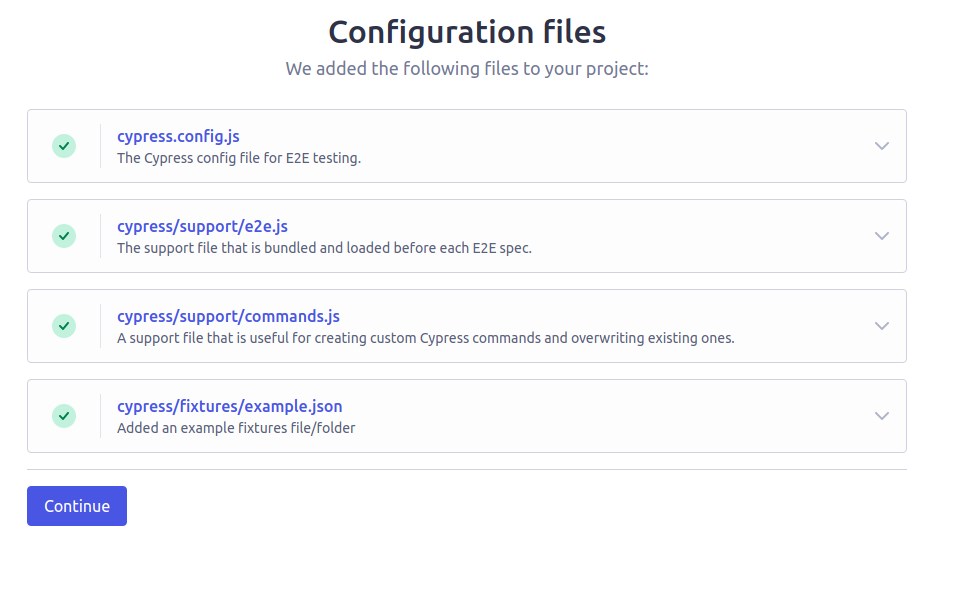 Configuration files
We added the following files to your project:
cypress.config.js
The Cypress config file for E2E testing.
cypress/support/e2e.js
The support file that is bundled and loaded before each E2E spec.
cypress/support/commands.js
A support file that is useful for creating custom Cypress commands and overwriting existing ones.
cypress/fixtures/example.json
Added an example fixtures file/folder
Continue